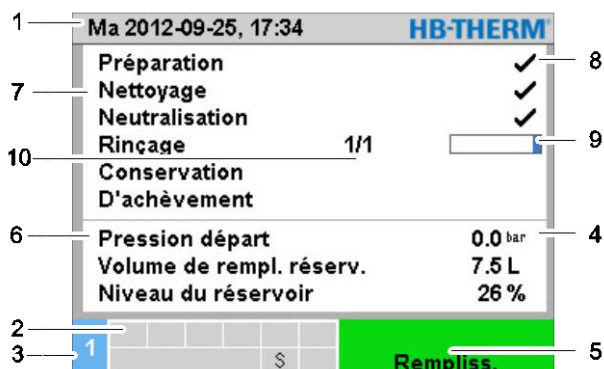 1 Ma 2012-09-25, 17:34 HB-THERM
Préparation 8
7 Nettoyage
Neutralisation
Rinçage 1/1 9
10
Conservation
D'achèvement
6 Pression départ 0.0 bar 4
Volume de rempl. réserv. 7.5 L
Niveau du réservoir 26 %
2
3 1 S Rempliss. 5